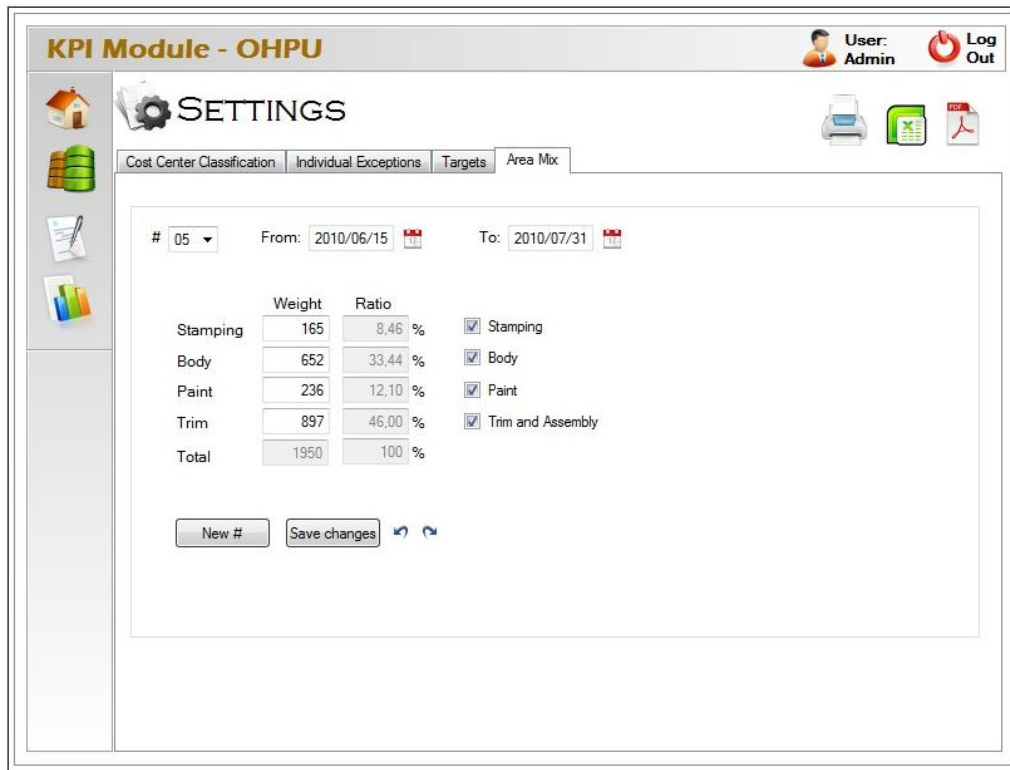 KPI Module - OHPU
User: Admin
Log Out
SETTINGS
PDF
Cost Center Classification Individual Exceptions Targets Area Mix
# 05 From: 2010/06/15 To: 2010/07/31
Weight Ratio
Stamping 165 8,46 % Stamping
Body 652 33,44 % Body
Paint 236 12,10 % Paint
Trim 897 46,00 % Trim and Assembly
Total 1950 100 %
New # Save changes